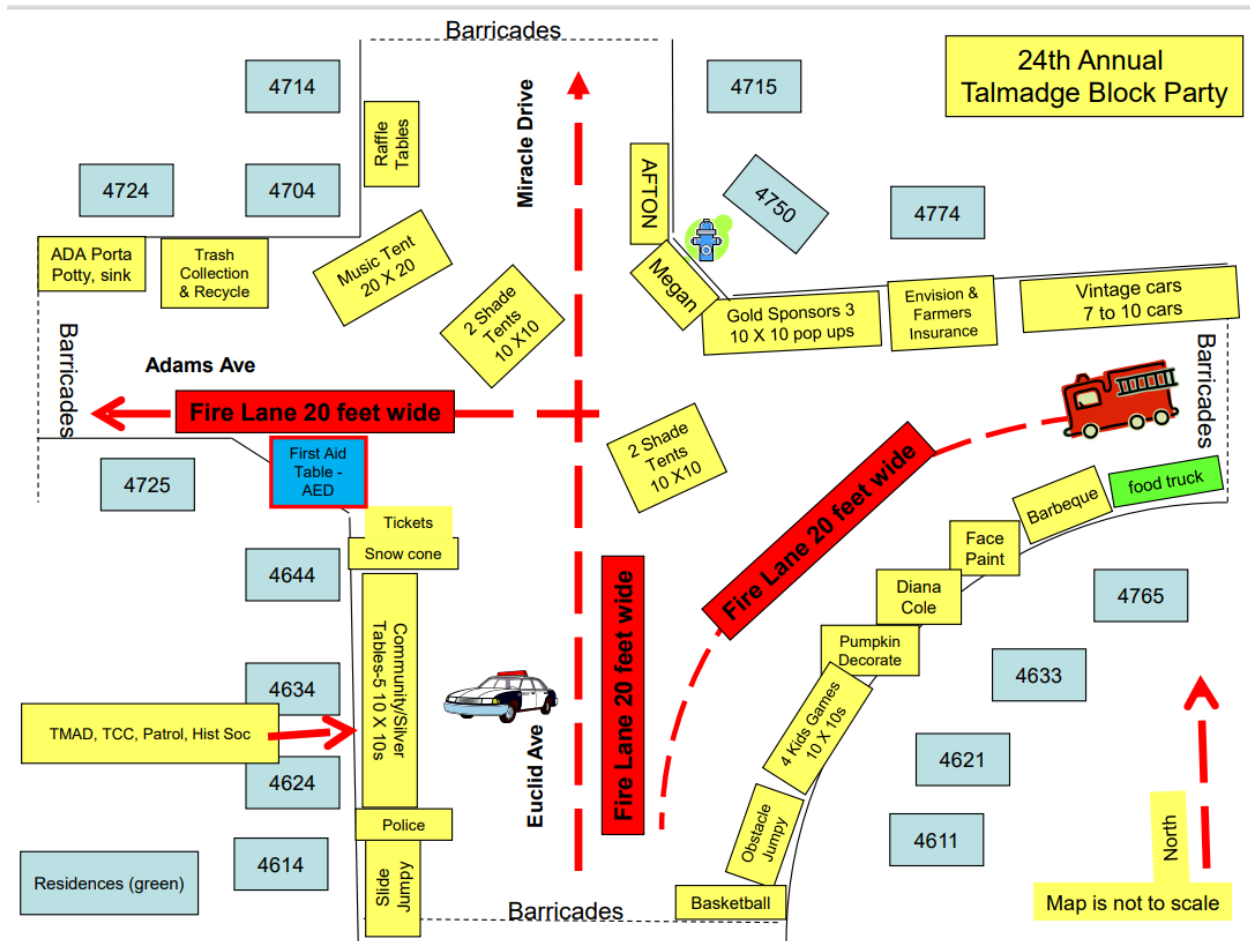 Barricades
24th Annual
Talmadge Block Party
4714
4715
Miracle Drive
Raffle
Tables
AFTON
4724
4704
4750
4774
ADA Porta
Potty, sink
Trash
Collection
& Recycle
Music Tent
20 X 20
Megan
2 Shade
Tents
10 X10
Gold Sponsors 3
10 X 10 pop ups
Envision &
Farmers
Insurance
Vintage cars
7 to 10 cars
Barricades
Barricades
Adams Ave
Fire Lane 20 feet wide
First Aid
Table -
AED
4725
2 Shade
Tents
10 X10
Fire Lane 20 feet wide
Barbeque
food truck
Tickets
Snow cone
Face
Paint
4644
Diana
Cole
4765
Community/Silver
Tables-5 10 X 10s
Fire Lane 20 feet wide
Pumpkin
Decorate
4633
4634
TMAD, TCC, Patrol, Hist Soc
4 Kids Games
10 X 10s
4624
Euclid Ave
4621
Police
Obstacle
Jumpy
4611
4614
Slide
Jumpy
Residences (green)
Basketball
Barricades
North
Map is not to scale